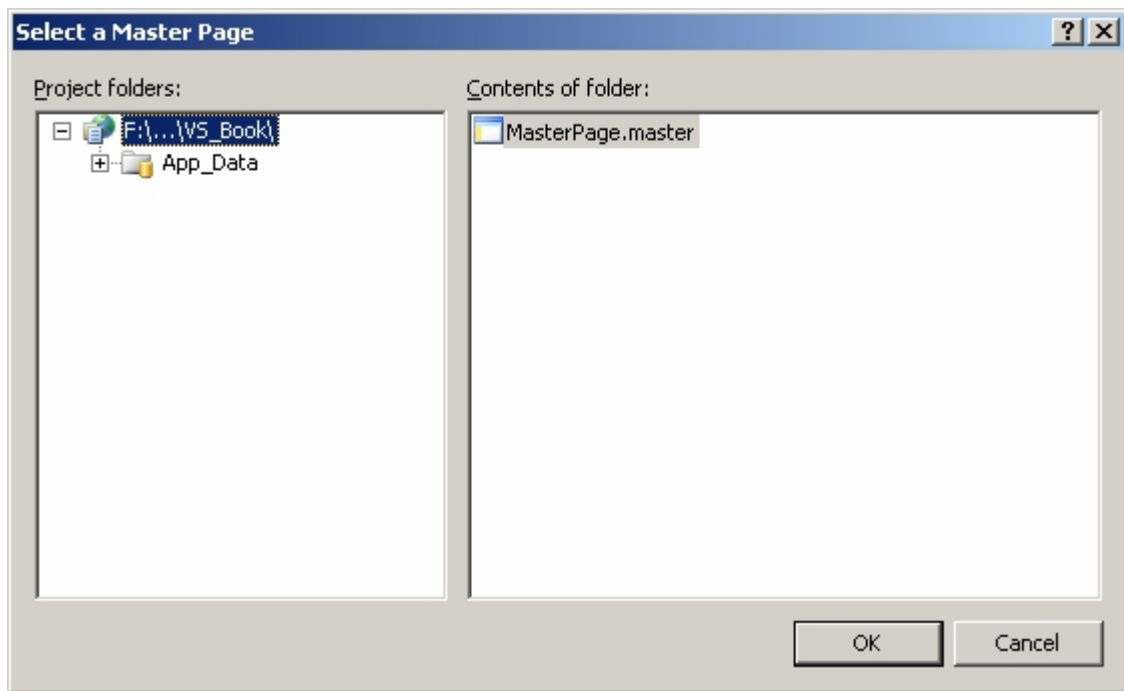 Select a Master Page
Project folders:
Contents of folder:
F:\...\VS_Book\
App_Data
MasterPage.master
OK
Cancel